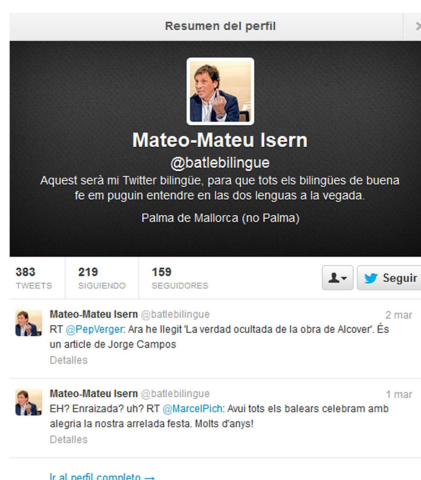 Resumen del perfil
Mateo-Mateu Isern
@batlebilingue
Aquest serà mi Twitter bilingüe, para que tots els bilingües de buena
fe em puguin entendre en las dos lenguas a la vegada.
Palma de Mallorca (no Palma)
383
TWEETS
219
SIGUIENDO
159
SEGUIDORES
Seguir
Mateo-Mateu Isern @batlebilingue 2 mar
RT @PepVerger: Ara he llegit 'La verdad ocultada de la obra de Alcover'. És
un article de Jorge Campos
Detalles
Mateo-Mateu Isern @batlebilingue 1 mar
EH? Enraizada? uh? RT @MarcelPich: Avui tots els balears celebram amb
alegria la nostra arrelada festa. Molts d'anys!
Detalles
Ir al perfil completo →